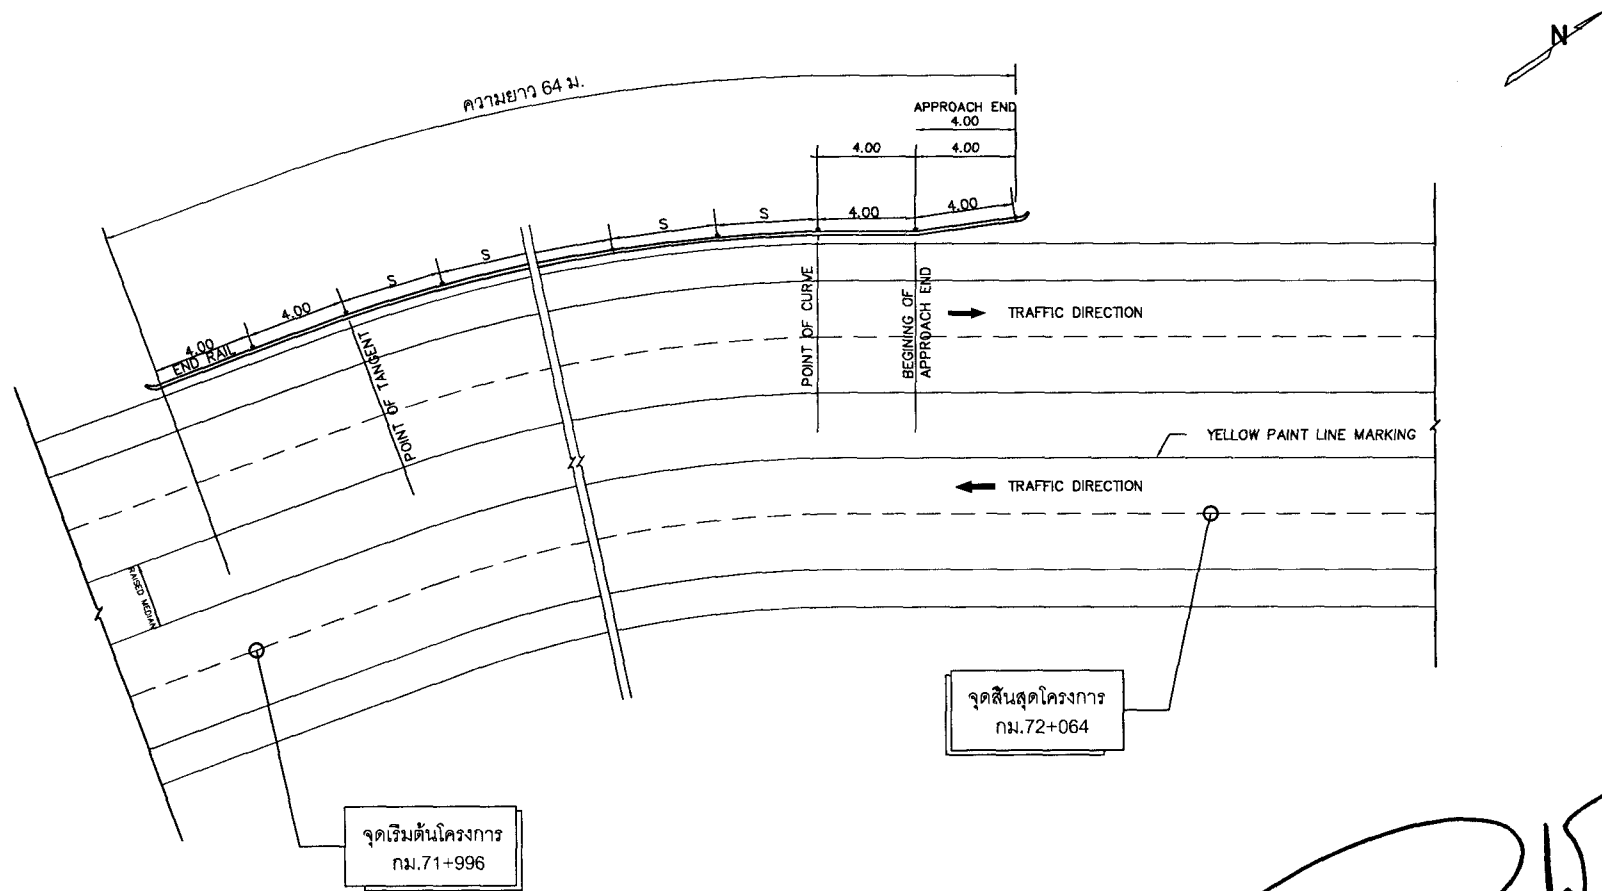 N
ความยาว 64 ม.
APPROACH END
4.00
4.00
4.00
S
S
4.00
4.00
S
S
4.00
4.00
END RAIL
POINT OF TANGENT
POINT OF CURVE
BEGINING OF
APPROACH END
TRAFFIC DIRECTION
YELLOW PAINT LINE MARKING
TRAFFIC DIRECTION
RAISED MEDIAN
จุดสิ้นสุดโครงการ
กม.72+064
จุดเริ่มต้นโครงการ
กม.71+996